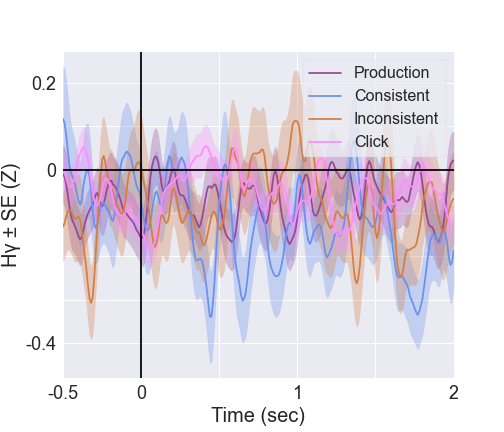 Production
Consistent
Inconsistent
Click
0.2
0
-0.4
Hγ ± SE (Z)
-0.5
0
1
2
Time (sec)